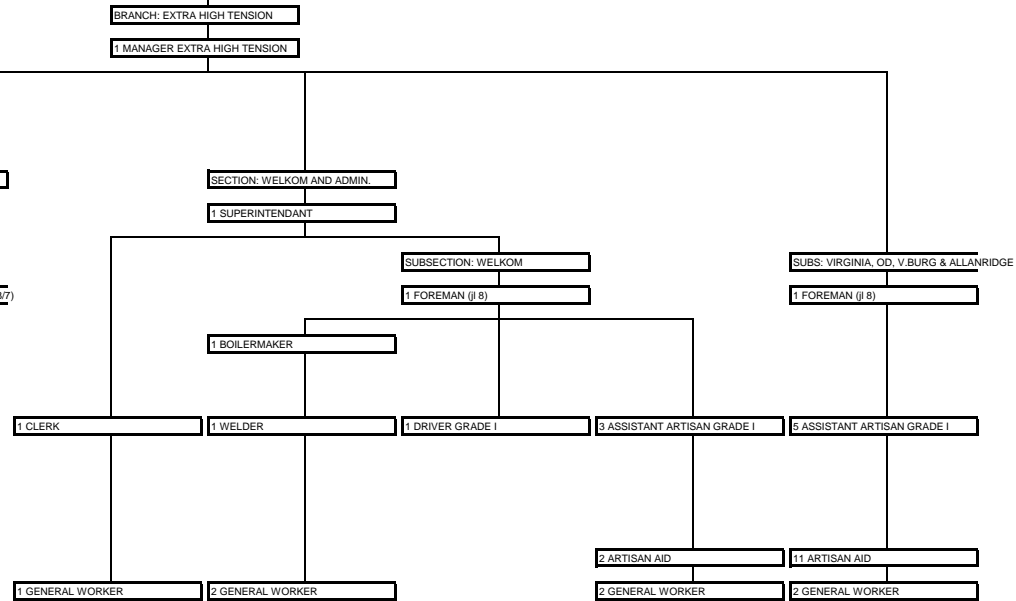 BRANCH: EXTRA HIGH TENSION
1 MANAGER EXTRA HIGH TENSION
SECTION: WELKOM AND ADMIN.
1 SUPERINTENDANT
SUBSECTION: WELKOM
SUBS: VIRGINIA, OD, V.BURG & ALLANRIDGE
/7)
1 FOREMAN (jl 8)
1 FOREMAN (jl 8)
1 BOILERMAKER
1 CLERK
1 WELDER
1 DRIVER GRADE I
3 ASSISTANT ARTISAN GRADE I
5 ASSISTANT ARTISAN GRADE I
2 ARTISAN AID
11 ARTISAN AID
1 GENERAL WORKER
2 GENERAL WORKER
2 GENERAL WORKER
2 GENERAL WORKER